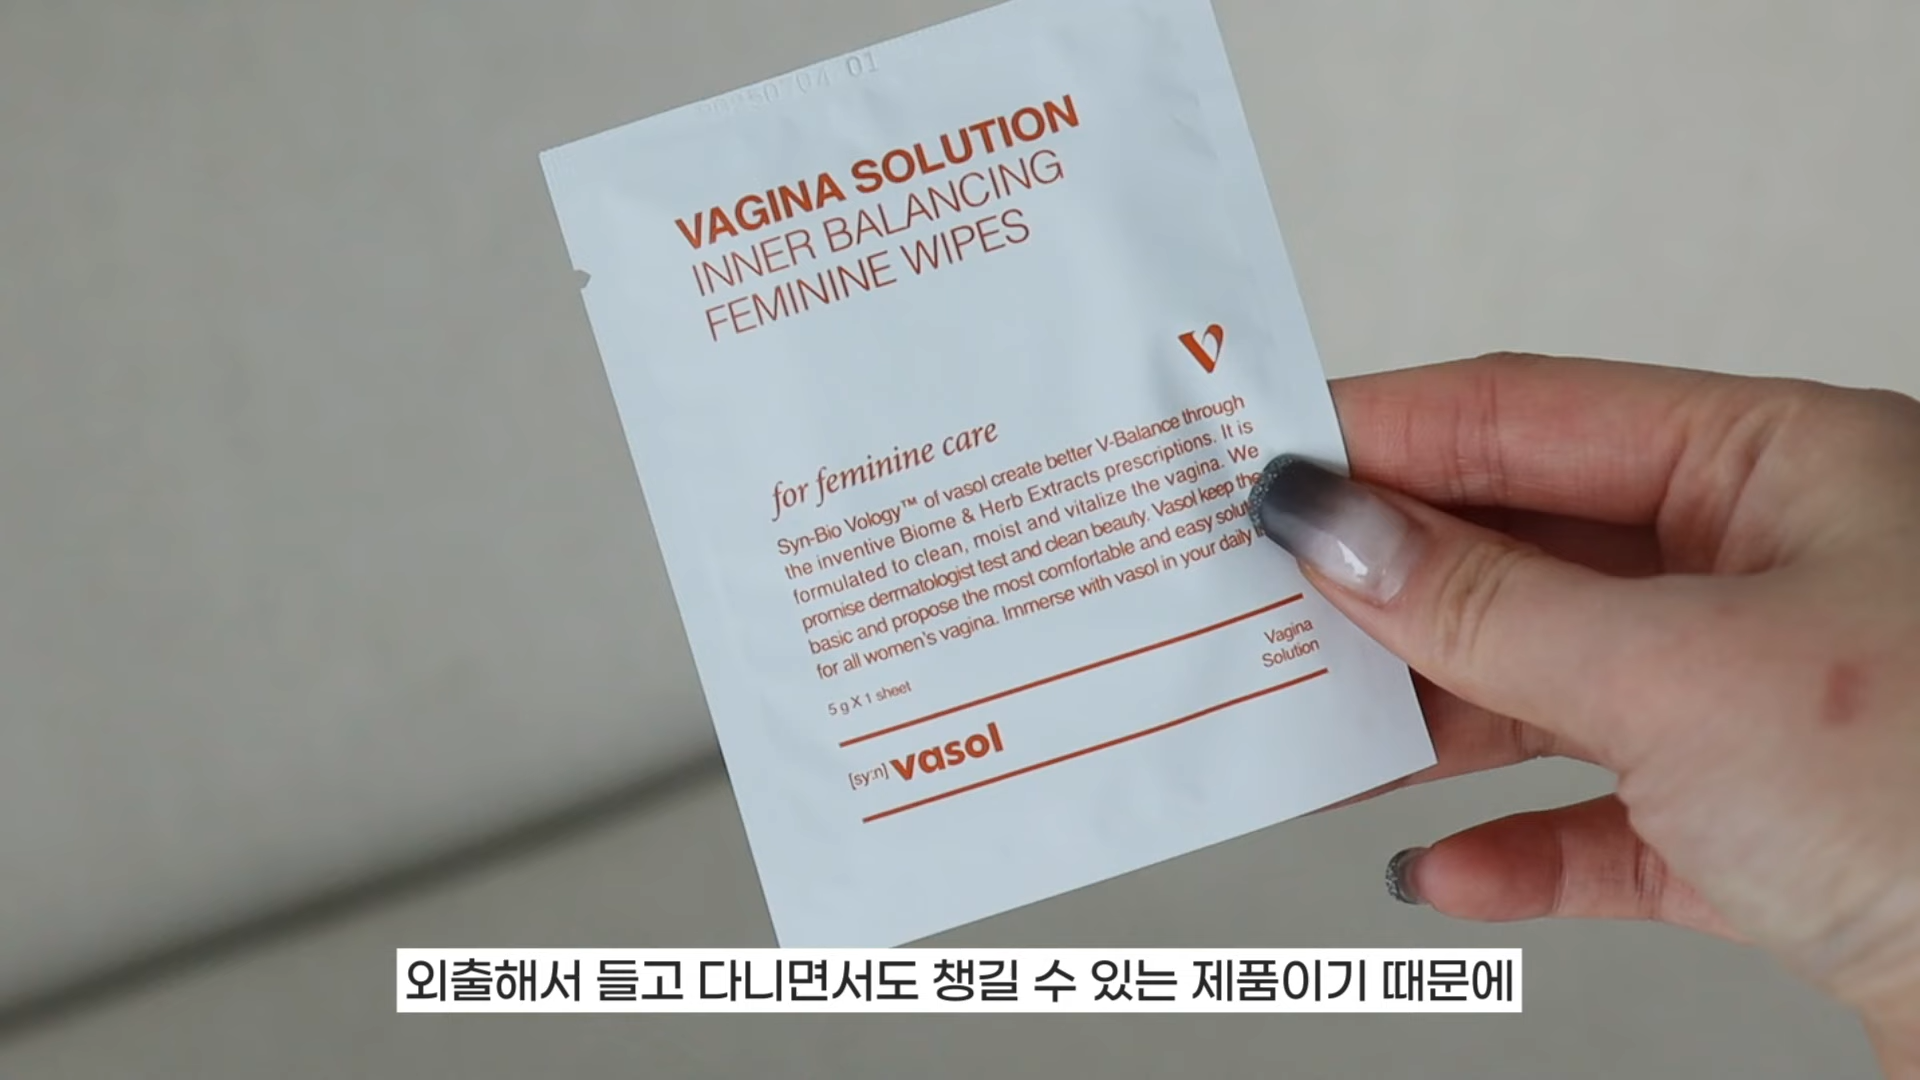 01
VAGINA SOLUTION
INNER BALANCING
FEMININE WIPES
V
for feminine care
Syn-Bio Vology™ of vasol create better V-Balance through
the inventive Biome & Herb Extracts prescriptions. It is
formulated to clean, moist and vitalize the vagina. We
promise dermatologist test and clean beauty. Vasol keep the
basic and propose the most comfortable and easy
for all women's vagina. Immerse with vasol in your daily
5 g X 1 sheet
Vagina
Solution
[sy:n] vasol
외출해서 들고 다니면서도 챙길 수 있는 제품이기 때문에